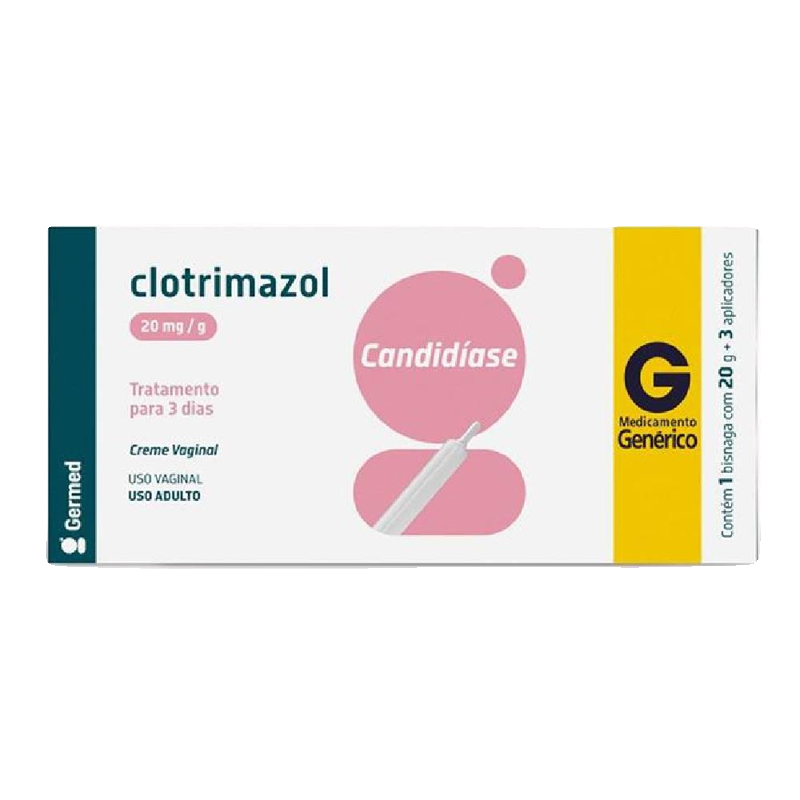 clotrimazol
20 mg / g
Tratamento
para 3 dias
Creme Vaginal
USO VAGINAL
USO ADULTO
Germed
Candidíase
G
Medicamento
Genérico
Contém 1 bisnaga com 20 g + 3 aplicadores